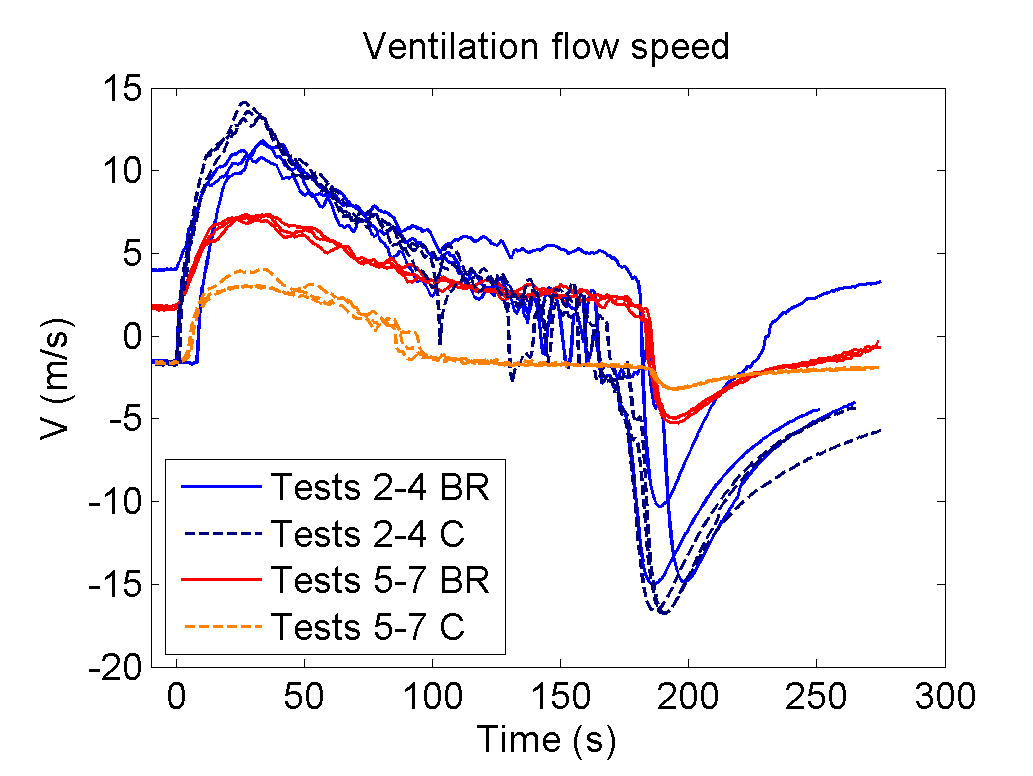 Ventilation flow speed
15
10
5
0
-5
-10
-15
-20
V (m/s)
Tests 2-4 BR
Tests 2-4 C
Tests 5-7 BR
Tests 5-7 C
0 50 100 150 200 250 300
Time (s)